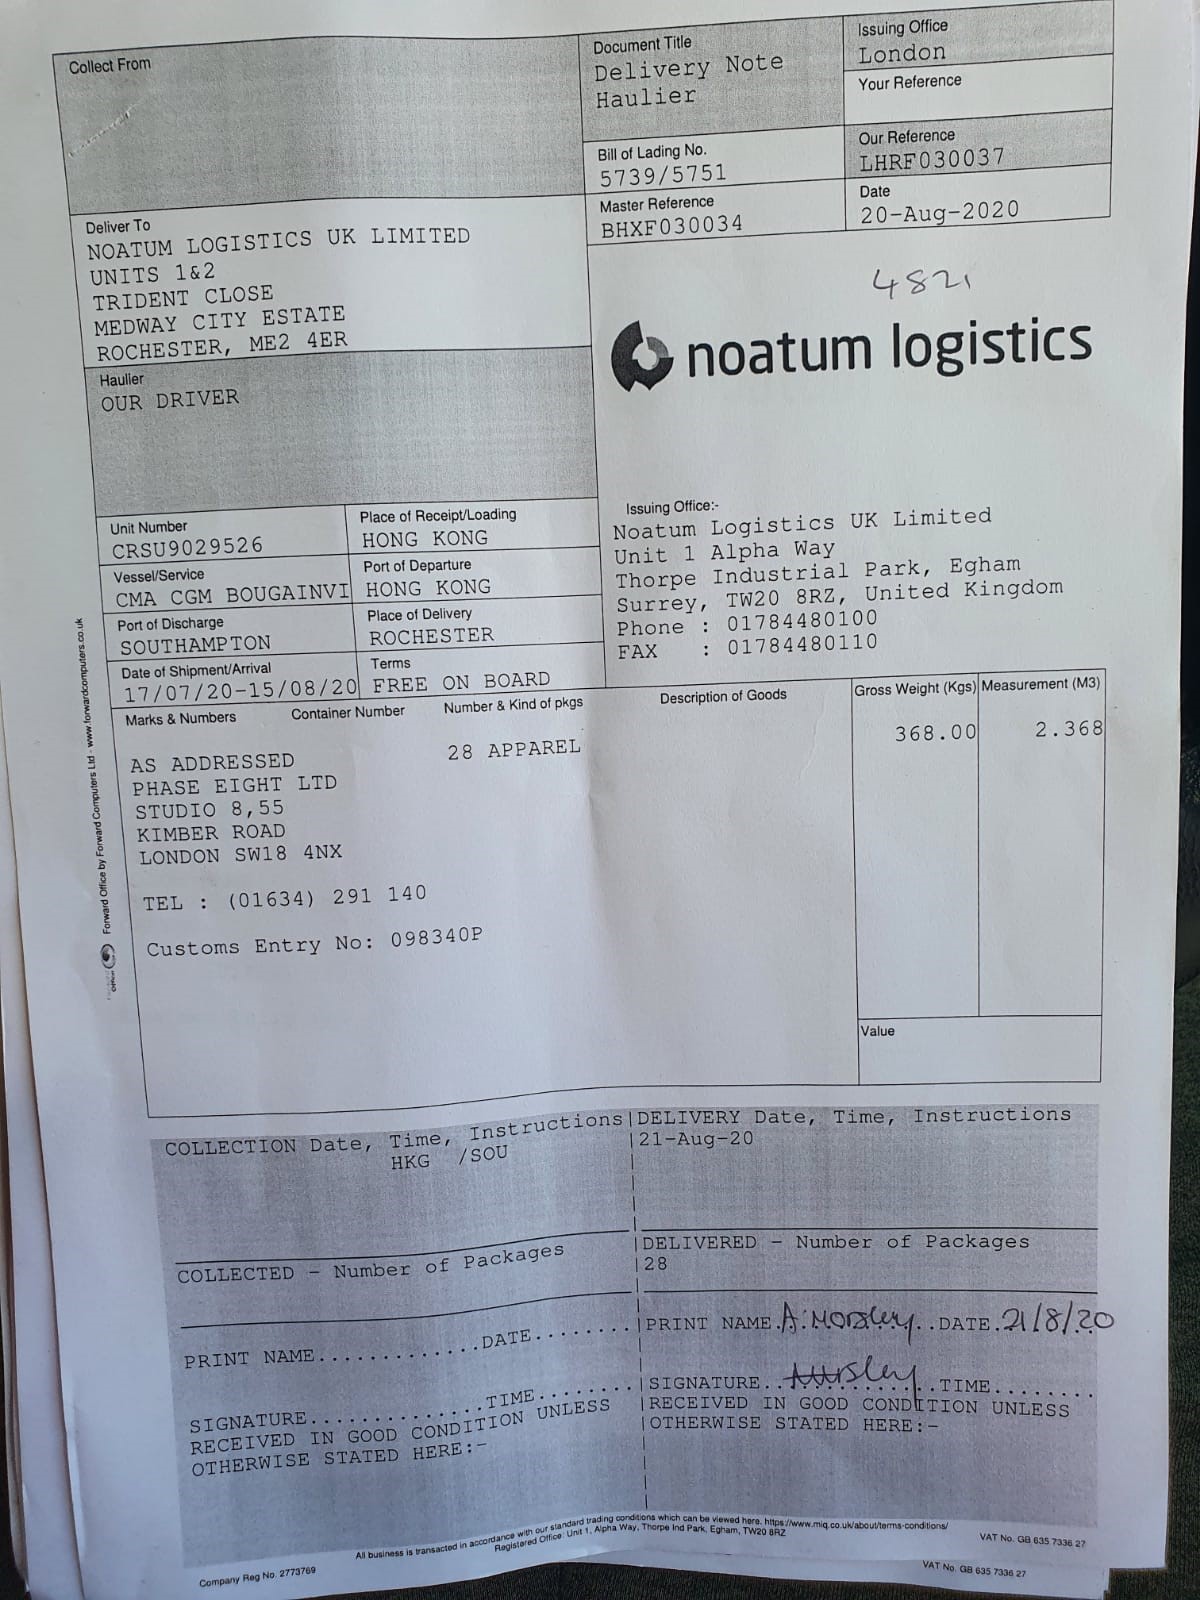 Collect From
Document Title
Delivery Note
Haulier
Issuing Office
London
Your Reference
Bill of Lading No.
5739/5751
Our Reference
LHRF030037
Master Reference
BHXF030034
Date
20-Aug-2020
Deliver To
NOATUM LOGISTICS UK LIMITED
UNITS 1&2
TRIDENT CLOSE
MEDWAY CITY ESTATE
ROCHESTER, ME2 4ER
4821
noatum logistics
Haulier
OUR DRIVER
Issuing Office:-
Noatum Logistics UK Limited
Unit 1 Alpha Way
Thorpe Industrial Park, Egham
Surrey, TW20 8RZ, United Kingdom
Phone : 01784480100
FAX : 01784480110
Unit Number
CRSU9029526
Place of Receipt/Loading
HONG KONG
Vessel/Service
CMA CGM BOUGAINVI
Port of Departure
HONG KONG
Port of Discharge
SOUTHAMPTON
Place of Delivery
ROCHESTER
Date of Shipment/Arrival
17/07/20-15/08/20
Terms
FREE ON BOARD
Marks & Numbers Container Number Number & Kind of pkgs Description of Goods Gross Weight (Kgs) Measurement (M3)
28 APPAREL 368.00 2.368
AS ADDRESSED
PHASE EIGHT LTD
STUDIO 8,55
KIMBER ROAD
LONDON SW18 4NX
TEL : (01634) 291 140
Customs Entry No: 098340P
Value
Forward Office by Forward Computers Ltd - www.forwardcomputers.co.uk
COLLECTION Date, Time, Instructions
HKG /SOU
DELIVERY Date, Time, Instructions
21-Aug-20
COLLECTED - Number of Packages
DELIVERED - Number of Packages
28
PRINT NAME.............DATE........
PRINT NAME.A.Morsley..DATE.21/8/20
SIGNATURE..............TIME........
RECEIVED IN GOOD CONDITION UNLESS
OTHERWISE STATED HERE:-
SIGNATURE..............TIME........
RECEIVED IN GOOD CONDITION UNLESS
OTHERWISE STATED HERE:-
All business is transacted in accordance with our standard trading conditions which can be viewed here. https://www.miq.co.uk/about/terms-conditions/
Registered Office: Unit 1, Alpha Way, Thorpe Ind Park, Egham, TW20 8RZ
VAT No. GB 635 7336 27
Company Reg No. 2773769
VAT No. GB 635 7336 27